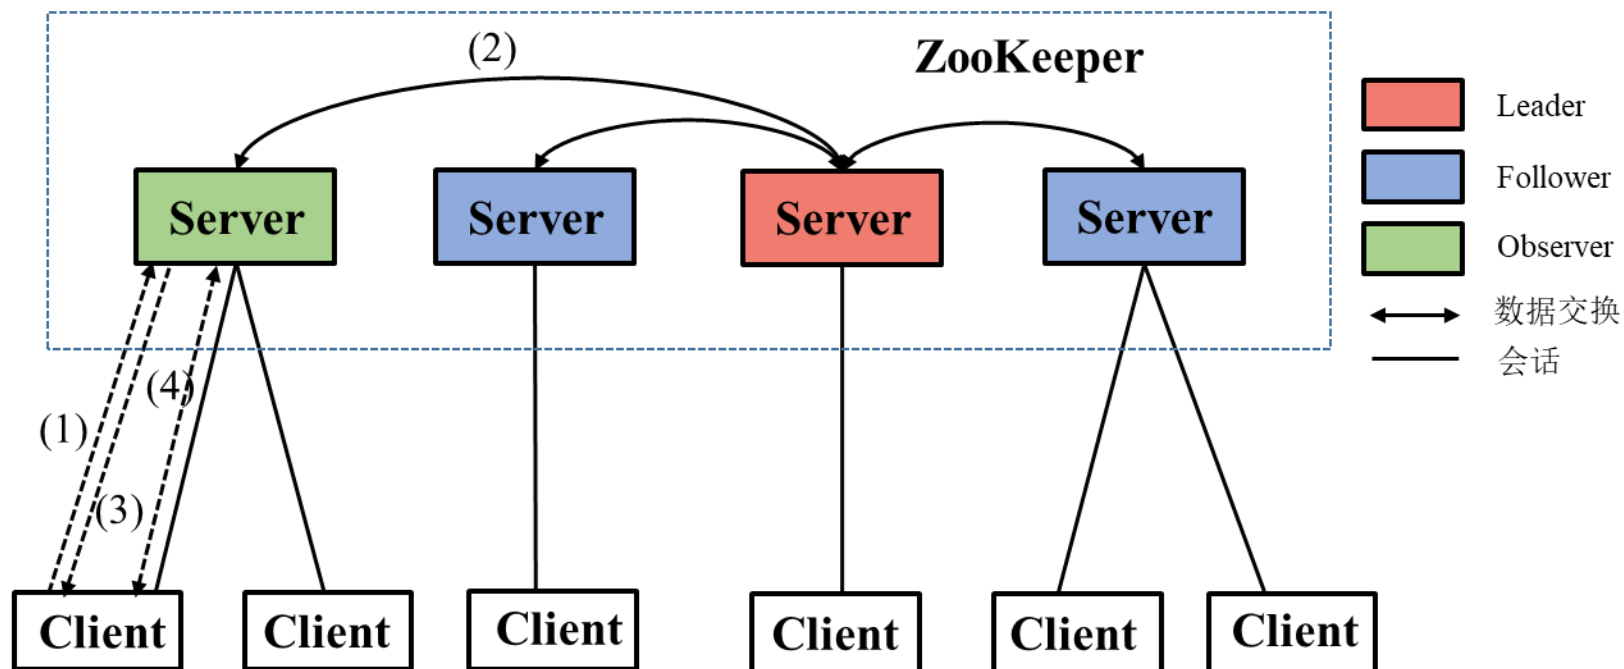 (2)
ZooKeeper
Server
Server
Server
Server
Leader
Follower
Observer
数据交换
会话
(1)
(4)
(3)
Client
Client
Client
Client
Client
Client